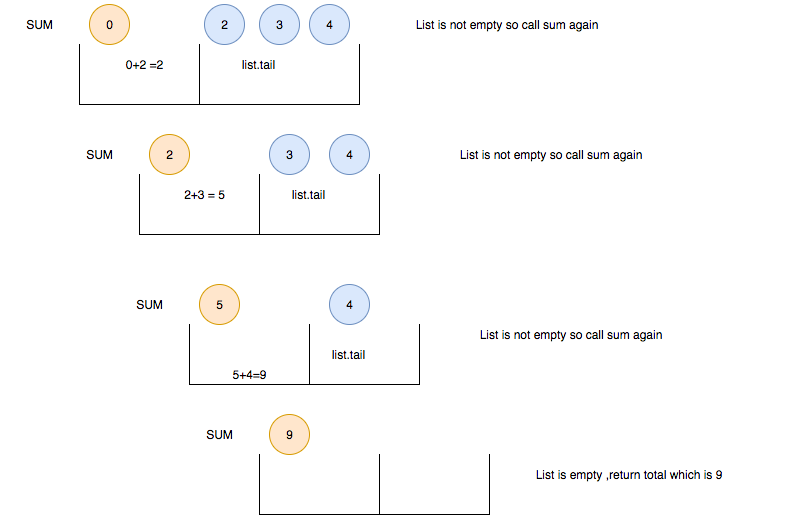 SUM 0 2 3 4 List is not empty so call sum again
0+2 =2 list.tail
SUM 2 3 4 List is not empty so call sum again
2+3 = 5 list.tail
SUM 5 4
List is not empty so call sum again
list.tail
5+4=9
SUM 9
List is empty ,return total which is 9